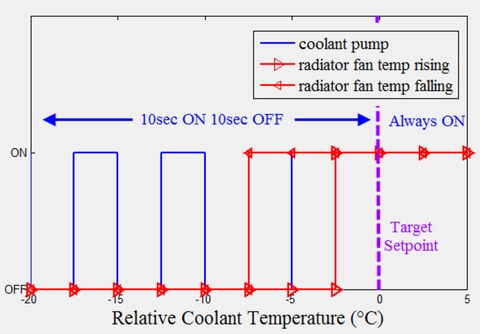 coolant pump
radiator fan temp rising
radiator fan temp falling
10sec ON 10sec OFF
Always ON
ON
Target
Setpoint
OFF
-20 -15 -10 -5 0 5
Relative Coolant Temperature (°C)